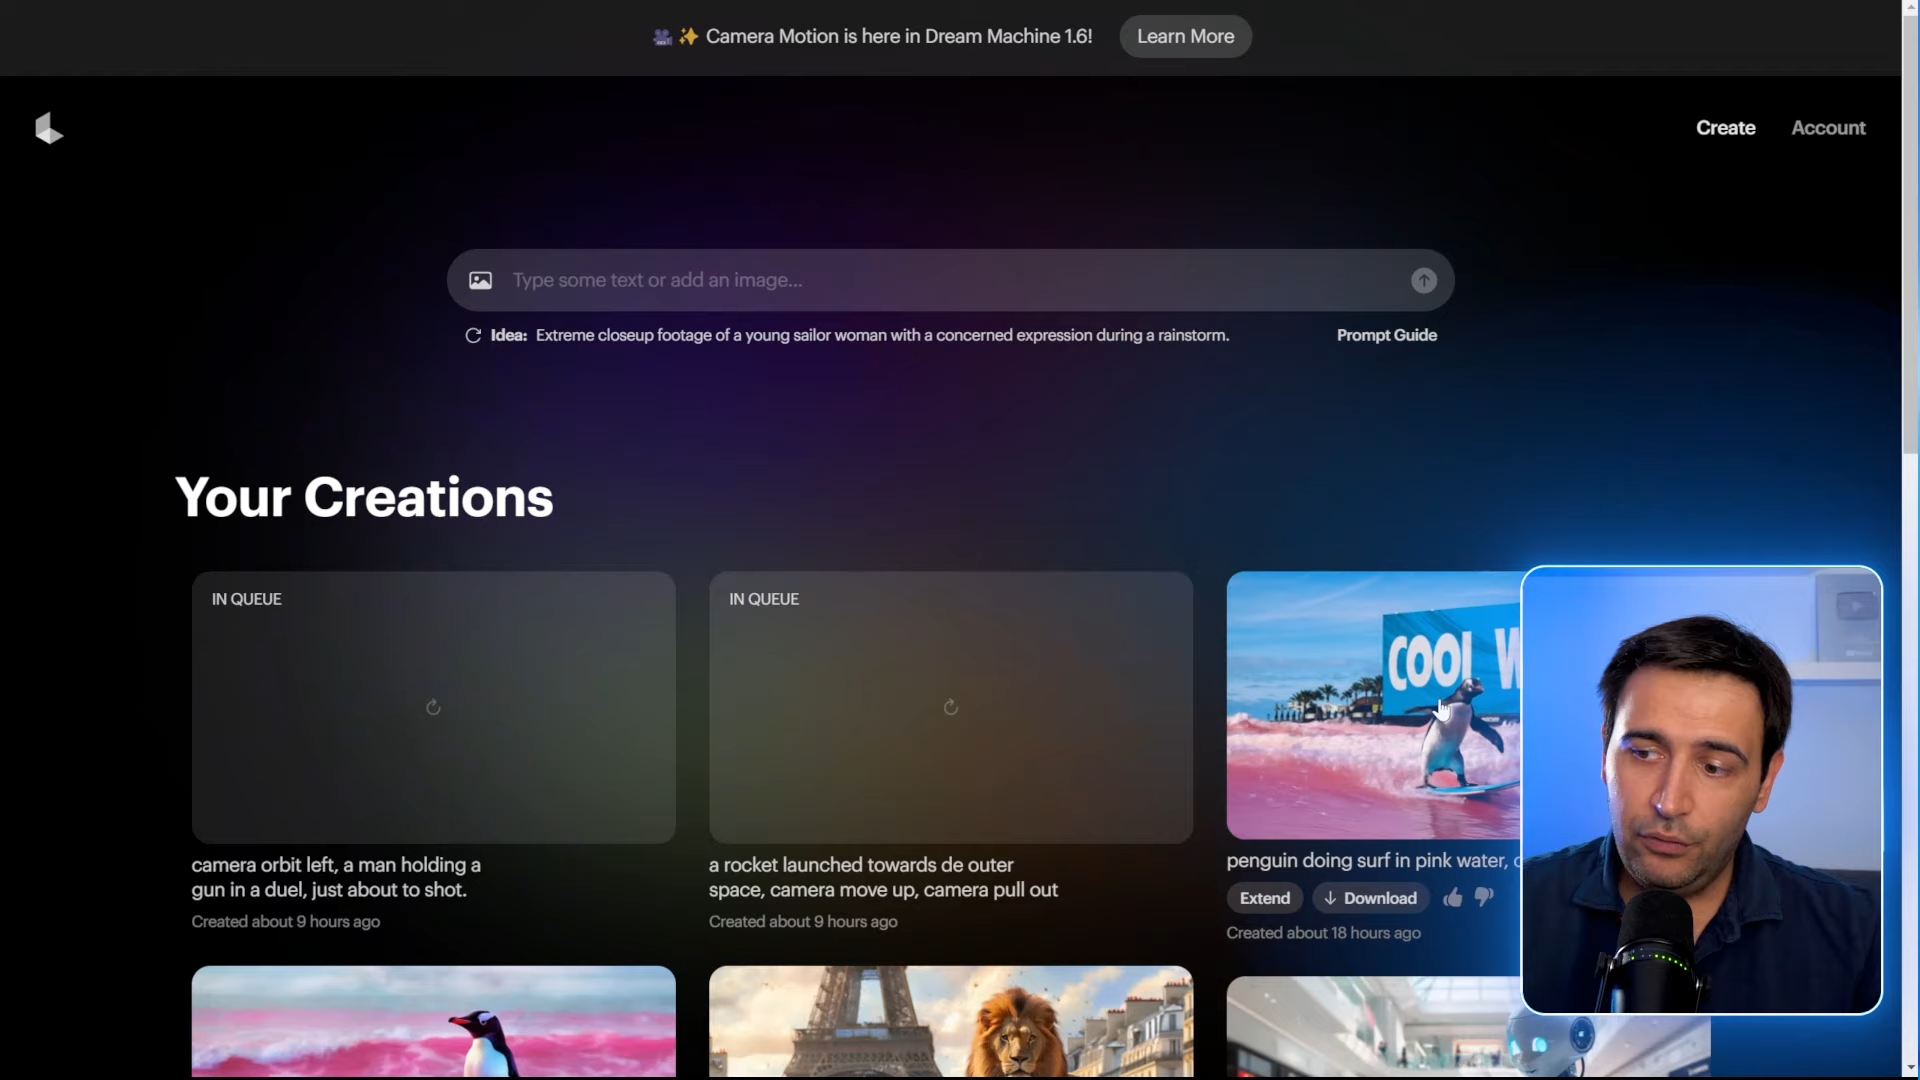 Camera Motion is here in Dream Machine 1.6! Learn More
Create Account
Type some text or add an image...
Idea: Extreme closeup footage of a young sailor woman with a concerned expression during a rainstorm. Prompt Guide
Your Creations
IN QUEUE
camera orbit left, a man holding a
gun in a duel, just about to shot.
Created about 9 hours ago
IN QUEUE
a rocket launched towards de outer
space, camera move up, camera pull out
Created about 9 hours ago
COOL
penguin doing surf in pink water,
Extend Download
Created about 18 hours ago